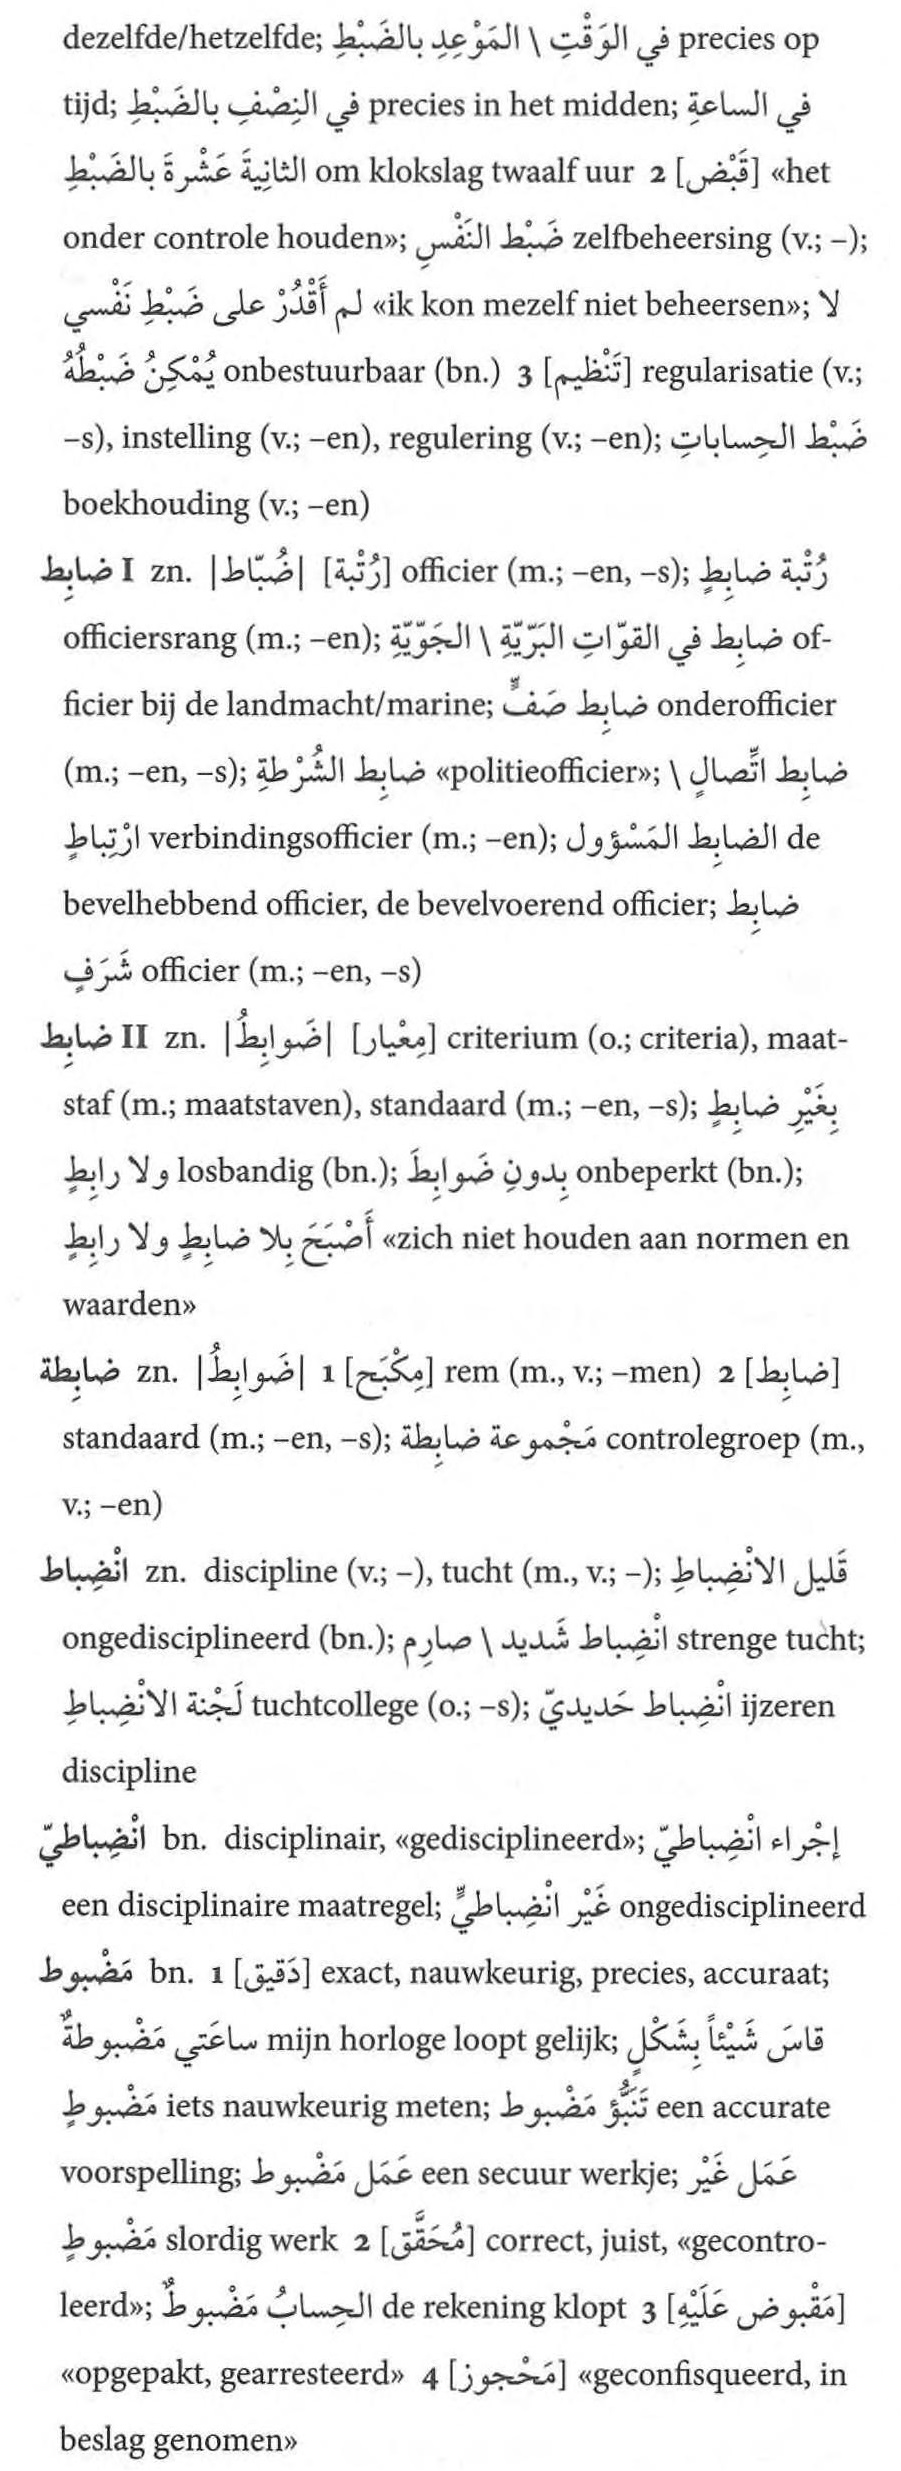 dezelfde/hetzelfde; في الوَقْتِ \ المَوْعِدِ بالضَبْطِ precies op
tijd; في النِصْفِ بالضَبْطِ precies in het midden; في الساعةِ
الثانِيةَ عَشْرةَ بالضَبْطِ om klokslag twaalf uur 2 [قَبْض] «het
onder controle houden»; ضَبْط النَفْسِ zelfbeheersing (v.; –);
لم أَقْدُرْ على ضَبْطِ نَفْسي «ik kon mezelf niet beheersen»; لا
يُمْكِنُ ضَبْطُهُ onbestuurbaar (bn.) 3 [تَنْظيم] regularisatie (v.;
–s), instelling (v.; –en), regulering (v.; –en); ضَبْط الحِساباتِ
boekhouding (v.; –en)
ضابِط I zn. |ضُبّاط| [رُتْبة] officier (m.; –en, –s); رُتْبة ضابِطٍ
officiersrang (m.; –en); ضابِط في القوّاتِ البَرّيّةِ \ الجَوّيّةِ of-
ficier bij de landmacht/marine; ضابِط صَفٍّ onderofficier
(m.; –en, –s); ضابِط الشُرْطةِ «politieofficier»; ضابِط اتِّصالٍ \
ارْتِباطٍ verbindingsofficier (m.; –en); الضابِط المَسْؤول de
bevelhebbend officier, de bevelvoerend officier; ضابِط
شَرَفٍ officier (m.; –en, –s)
ضابِط II zn. |ضَوابِطُ| [مِعْيار] criterium (o.; criteria), maat-
staf (m.; maatstaven), standaard (m.; –en, –s); بِغَيْرِ ضابِطٍ
ولا رابِطٍ losbandig (bn.); بِدونِ ضَوابِطَ onbeperkt (bn.);
أَصْبَحَ بِلا ضابِطٍ ولا رابِطٍ «zich niet houden aan normen en
waarden»
ضابِطة zn. |ضَوابِطُ| 1 [مِكْبَح] rem (m., v.; –men) 2 [ضابِط]
standaard (m.; –en, –s); مَجْموعة ضابِطة controlegroep (m.,
v.; –en)
انْضِباط zn. discipline (v.; –), tucht (m., v.; –); قَليل الانْضِباطِ
ongedisciplineerd (bn.); انْضِباط شَديد \ صارِم strenge tucht;
لَجْنة الانْضِباطِ tuchtcollege (o.; –s); انْضِباط حَديديّ ijzeren
discipline
انْضِباطيّ bn. disciplinair, «gedisciplineerd»; إجْراء انْضِباطيّ
een disciplinaire maatregel; غَيْر انْضِباطيٍّ ongedisciplineerd
مَضْبوط bn. 1 [دَقيق] exact, nauwkeurig, precies, accuraat;
ساعَتي مَضْبوطةٌ mijn horloge loopt gelijk; قاسَ شَيْئاً بِشَكْلٍ
مَضْبوطٍ iets nauwkeurig meten; تَنَبُّؤ مَضْبوط een accurate
voorspelling; عَمَل مَضْبوط een secuur werkje; عَمَل غَيْر
مَضْبوطٍ slordig werk 2 [مُحَقَّق] correct, juist, «gecontro-
leerd»; الحِسابُ مَضْبوطٌ de rekening klopt 3 [مَقْبوض عَلَيْهِ]
«opgepakt, gearresteerd» 4 [مَحْجوز] «geconfisqueerd, in
beslag genomen»